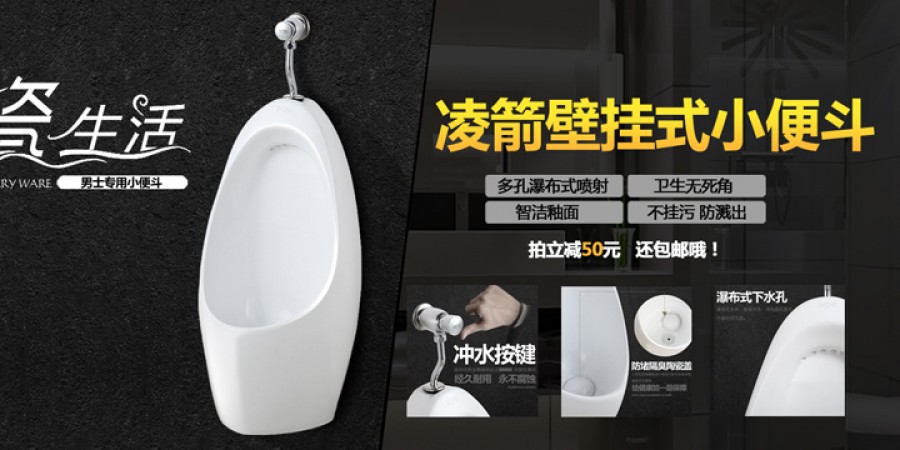 瓷生活
RY WARE
男士专用小便斗
凌箭壁挂式小便斗
多孔瀑布式喷射
卫生无死角
智洁釉面
不挂污 防溅出
拍立减50元 还包邮哦！
冲水按键
经久耐用 永不腐蚀
防堵隔臭陶瓷盖
瀑布式下水孔